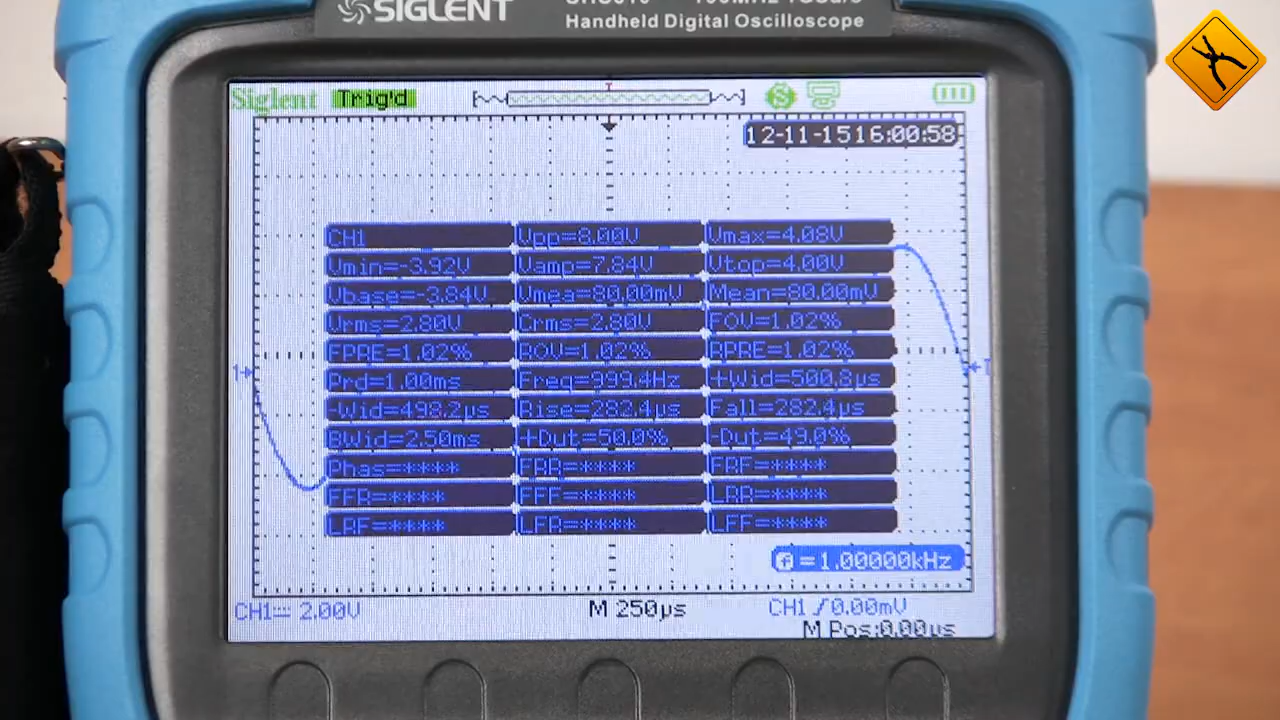 SIGLENT
Handheld Digital Oscilloscope
Siglent Trig'd
12-11-15 16:00:58
CH1 Vpp=8.00V Vmax=4.08V
Vmin=-3.92V Vamp=7.84V Vtop=4.00V
Vbase=-3.84V Vmea=80.00mV Mean=80.00mV
Vrms=2.80V Crms=2.80V FOV=1.02%
FPRE=1.02% ROV=1.02% RPRE=1.02%
Prd=1.00ms Freq=999.4Hz +Wid=500.8µs
-Wid=498.2µs Rise=282.4µs Fall=282.4µs
BWid=2.50ms +Dut=50.0% -Dut=49.0%
Phas=**** FRR=**** FRF=****
FFR=**** FFF=**** LRR=****
LRF=**** LFR=**** LFF=****
f=1.00000kHz
CH1 2.00V M 250µs CH1 /0.00mV
M Pos:0.00µs